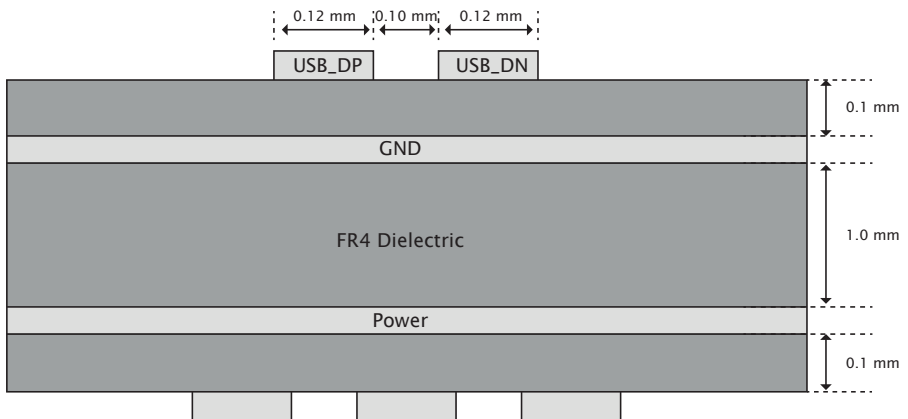 0.12 mm 0.10 mm 0.12 mm
USB_DP USB_DN
0.1 mm
GND
1.0 mm
FR4 Dielectric
Power
0.1 mm